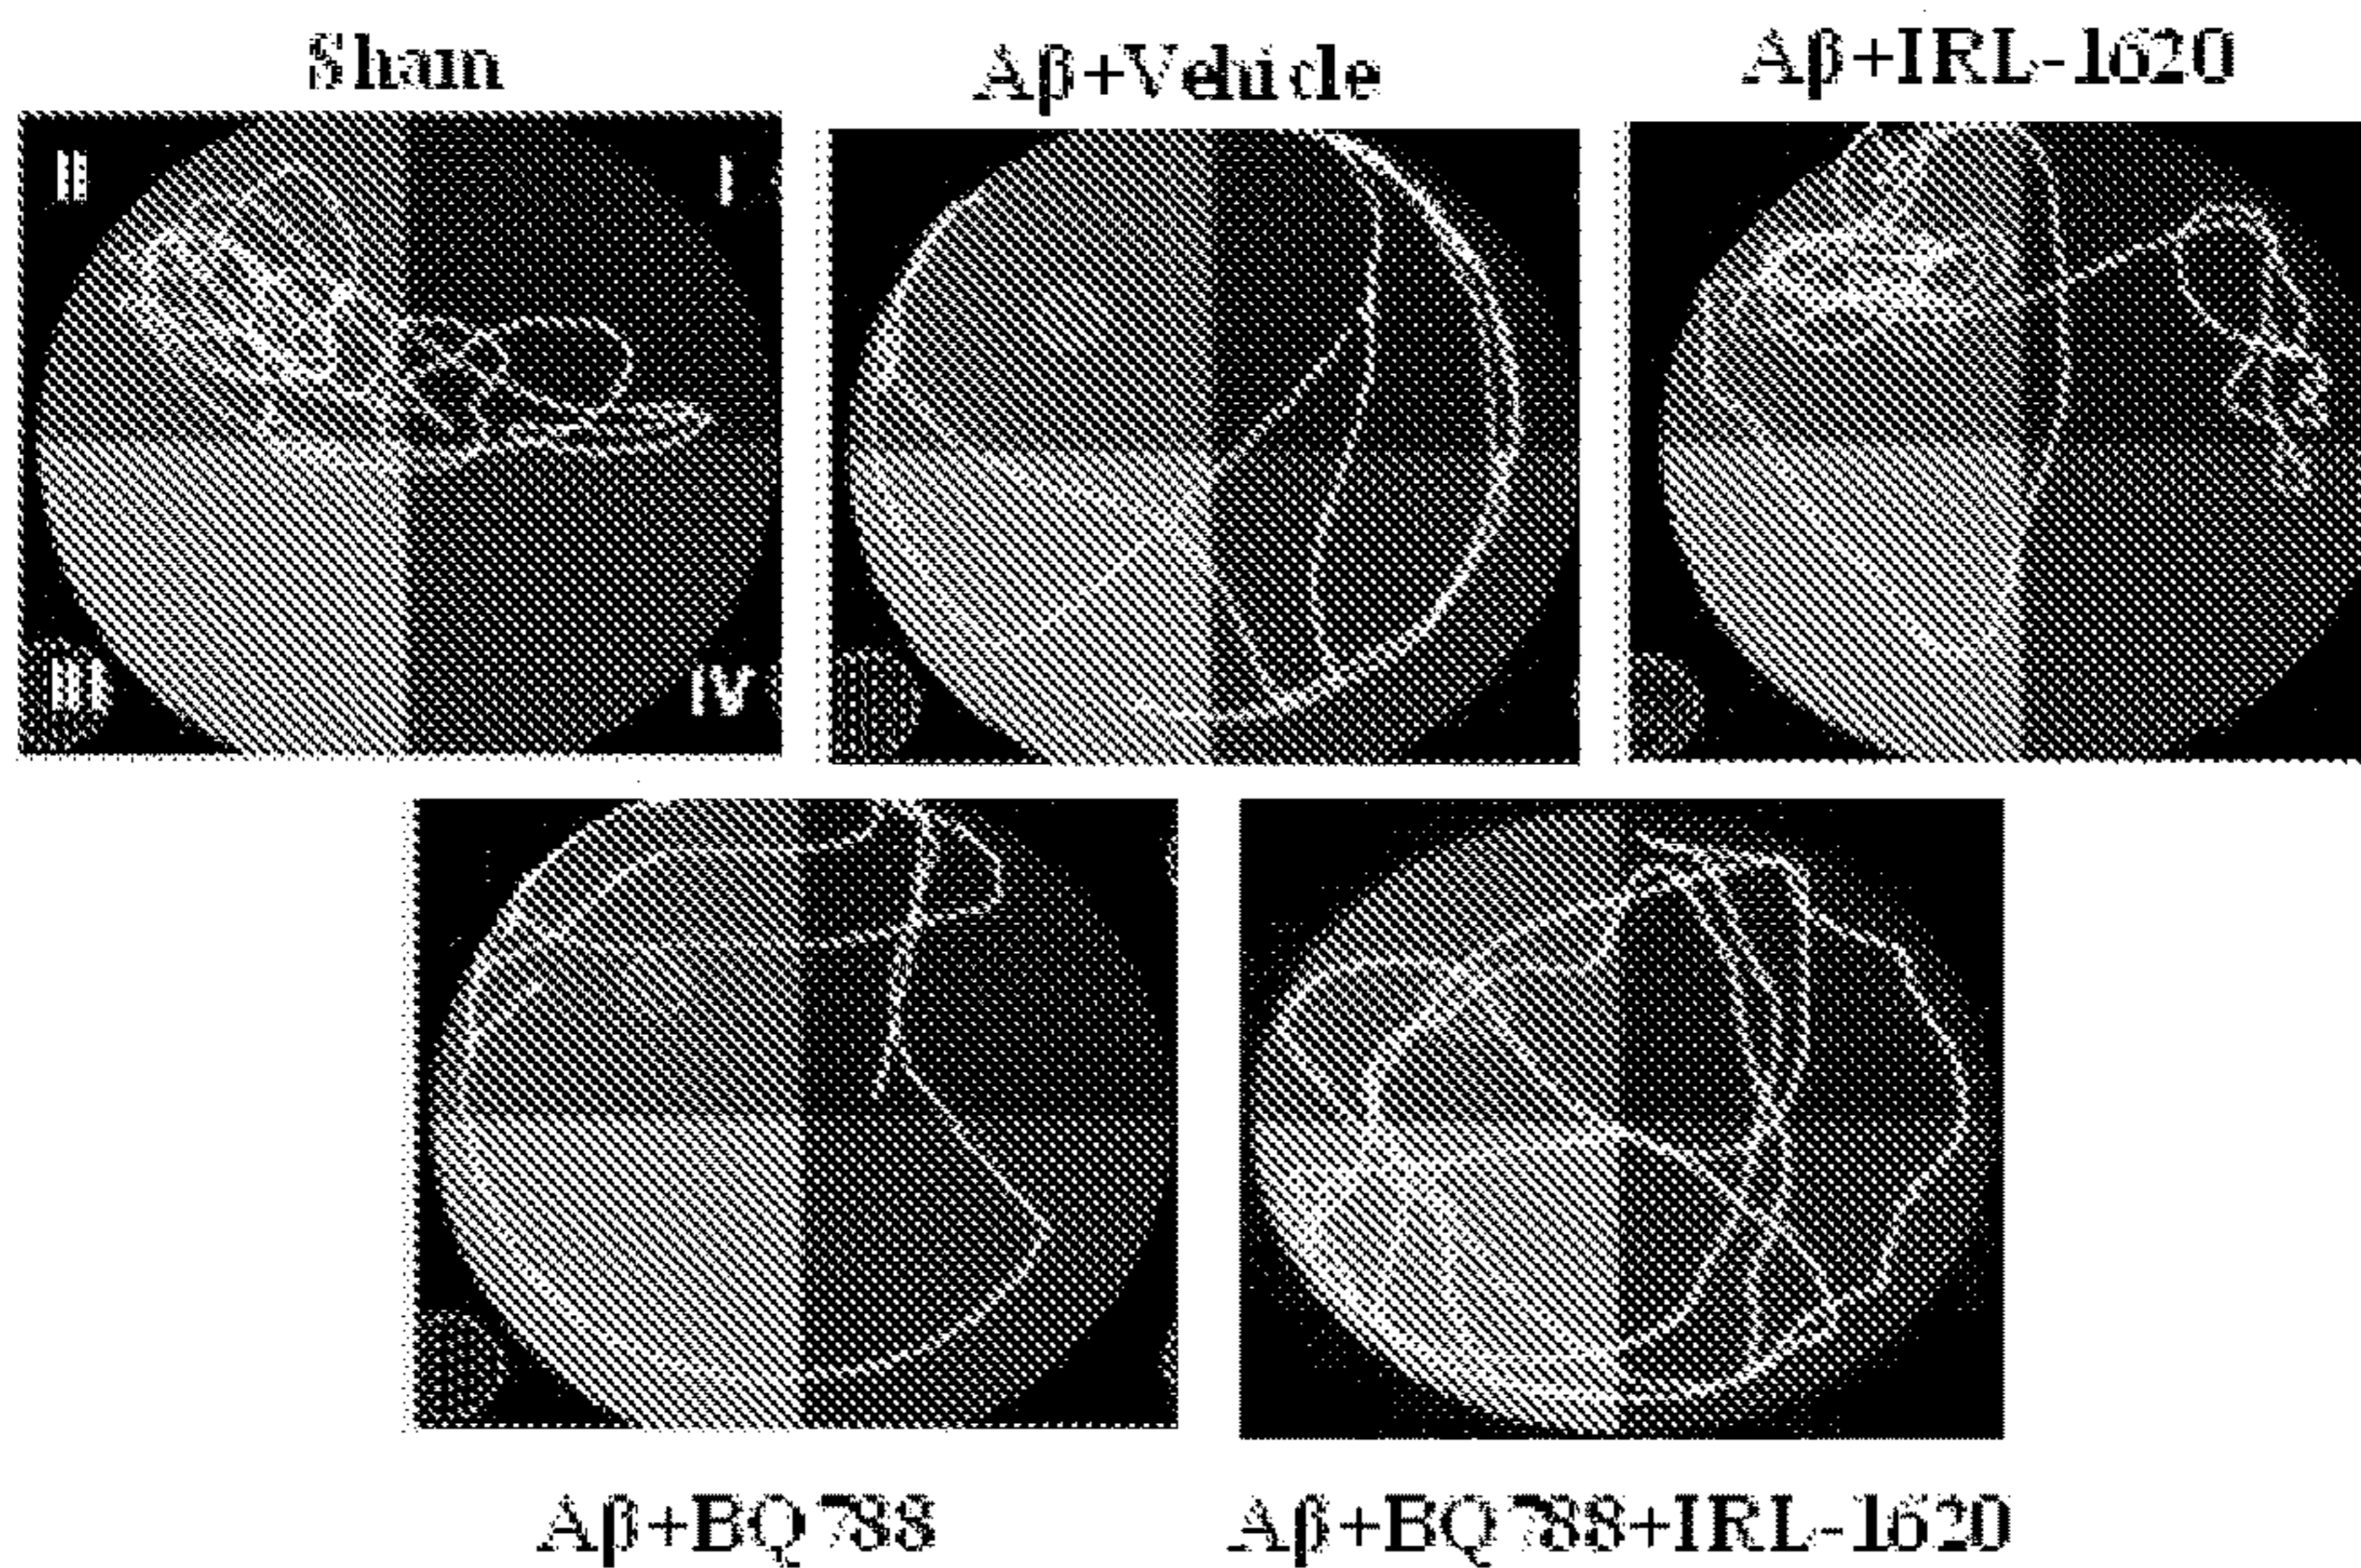 Sham
Aβ+Vehicle
Aβ+IRL-1620
II
I
III
IV
Aβ+BQ788
Aβ+BQ788+IRL-1620